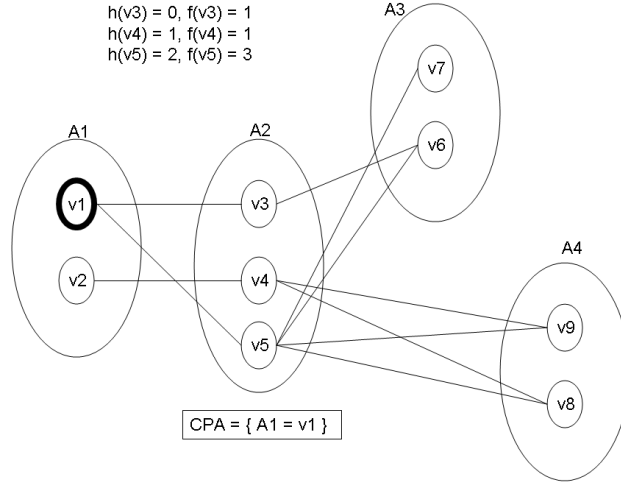 h(v3) = 0, f(v3) = 1
h(v4) = 1, f(v4) = 1
h(v5) = 2, f(v5) = 3
A3
v7
v6
A1
A2
v1
v3
v2
v4
v5
A4
v9
v8
CPA = { A1 = v1 }